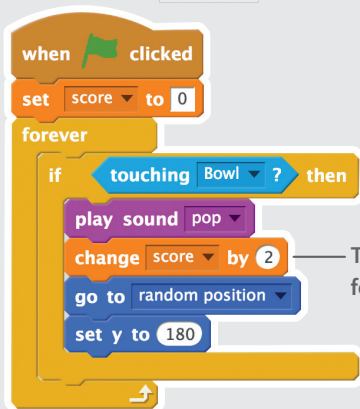 when clicked
set score to 0
forever
if touching Bowl ? then
play sound pop
change score by 2
go to random position
set y to 180